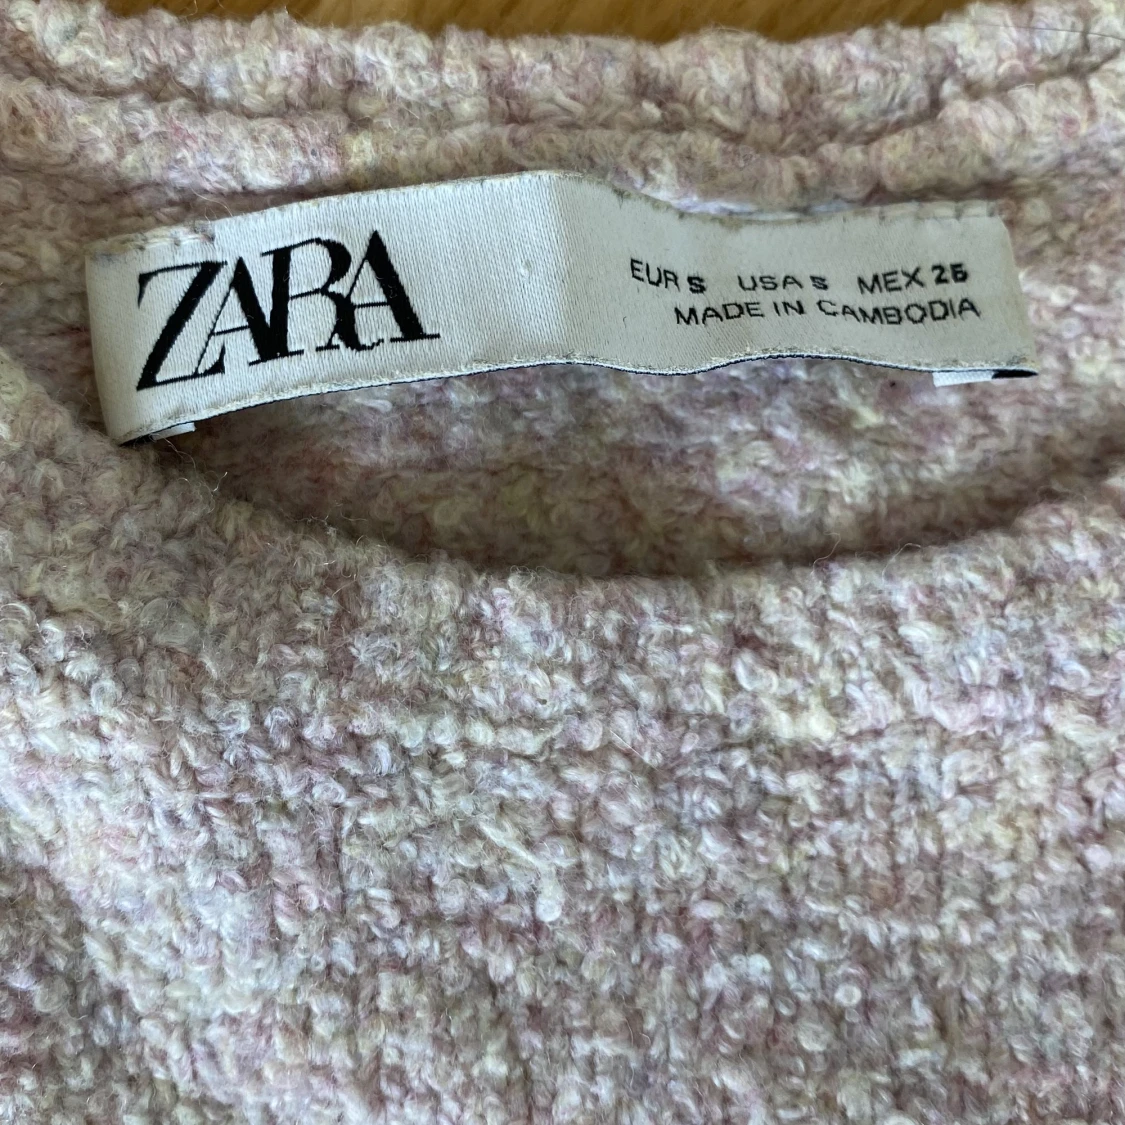 ZARA
EUR S USA S MEX 26
MADE IN CAMBODIA